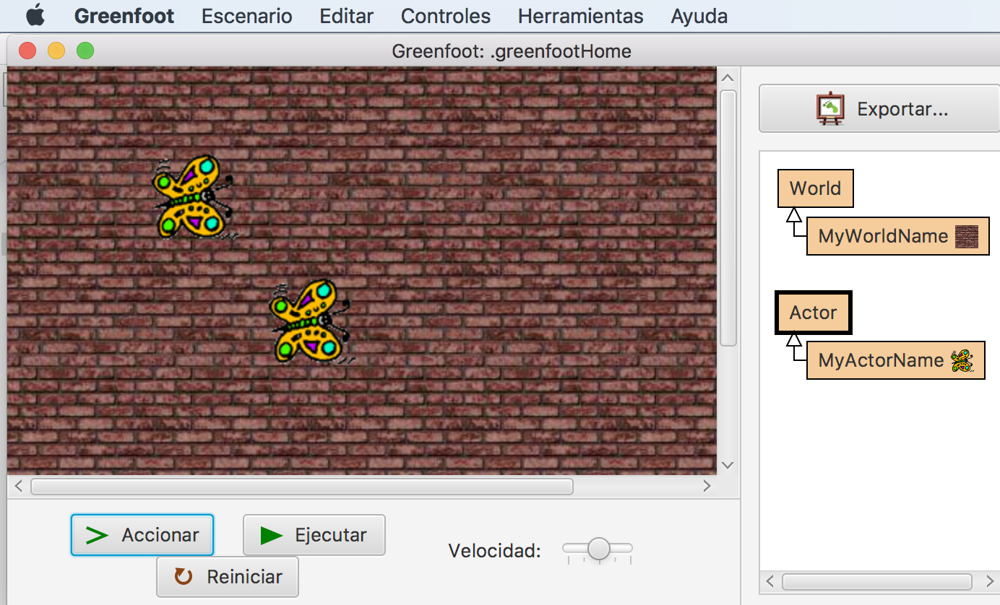 Greenfoot Escenario Editar Controles Herramientas Ayuda
Greenfoot: .greenfootHome
Exportar...
World
MyWorldName
Actor
MyActorName
Accionar Ejecutar
Velocidad:
Reiniciar